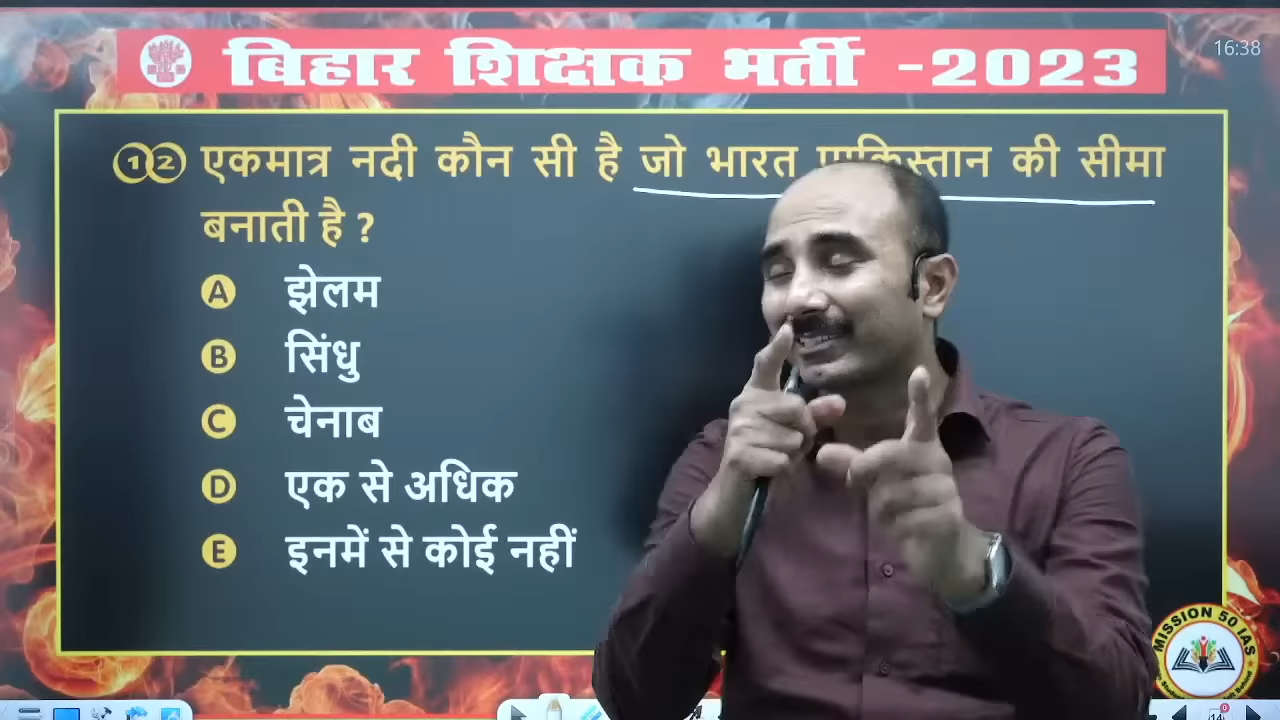 16:38
बिहार शिक्षक भर्ती -2023
12 एकमात्र नदी कौन सी है जो भारत पाकिस्तान की सीमा
बनाती है ?
A झेलम
B सिंधु
C चेनाब
D एक से अधिक
E इनमें से कोई नहीं
MISSION 50 IAS